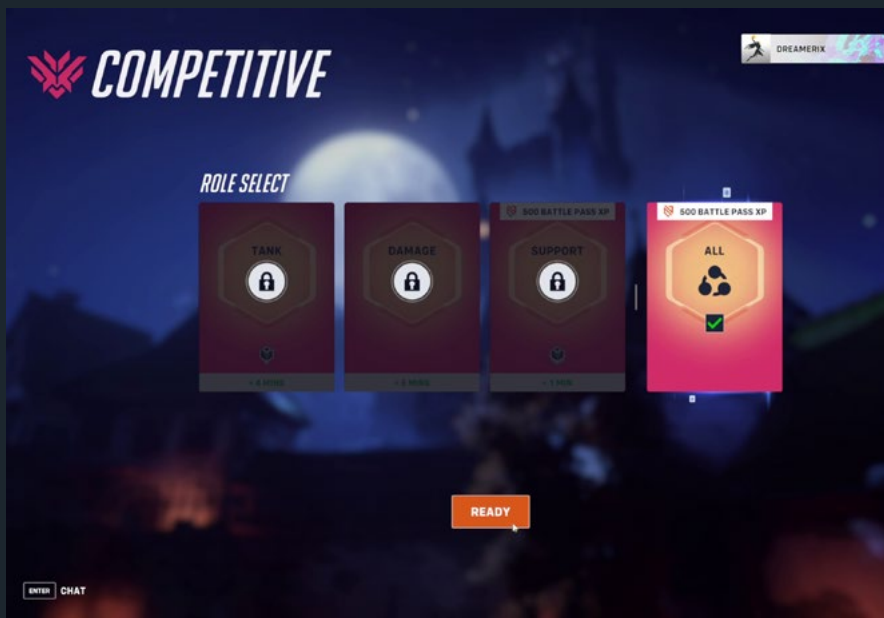 COMPETITIVE
DREAMERIX
ROLE SELECT
500 BATTLE PASS XP
500 BATTLE PASS XP
TANK
DAMAGE
SUPPORT
ALL
READY
ENTER CHAT